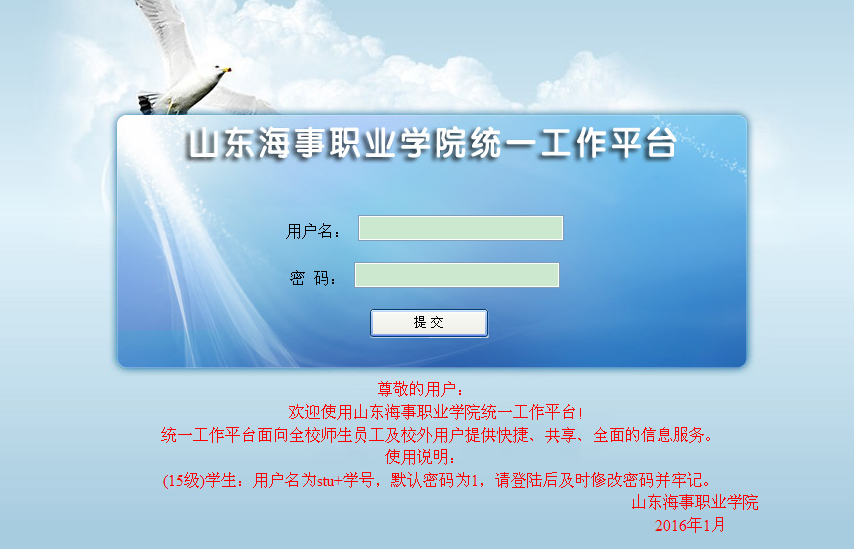 山东海事职业学院统一工作平台
用户名：
密 码：
提 交
尊敬的用户：
欢迎使用山东海事职业学院统一工作平台！
统一工作平台面向全校师生员工及校外用户提供快捷、共享、全面的信息服务。
使用说明：
(15级)学生：用户名为stu+学号，默认密码为1，请登陆后及时修改密码并牢记。
山东海事职业学院
2016年1月